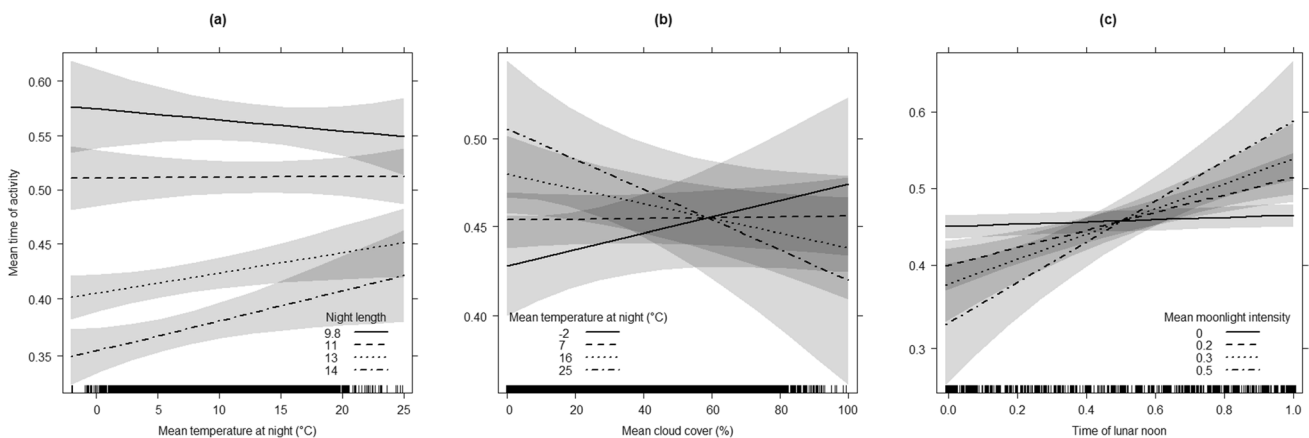 (a)
0.60
0.55
0.50
0.45
0.40
0.35
Mean time of activity
Night length
9.8
11
13
14
0 5 10 15 20 25
Mean temperature at night (°C)
(b)
0.50
0.45
0.40
Mean temperature at night (°C)
-2
7
16
25
0 20 40 60 80 100
Mean cloud cover (%)
(c)
0.6
0.5
0.4
0.3
Mean moonlight intensity
0
0.2
0.3
0.5
0.0 0.2 0.4 0.6 0.8 1.0
Time of lunar noon